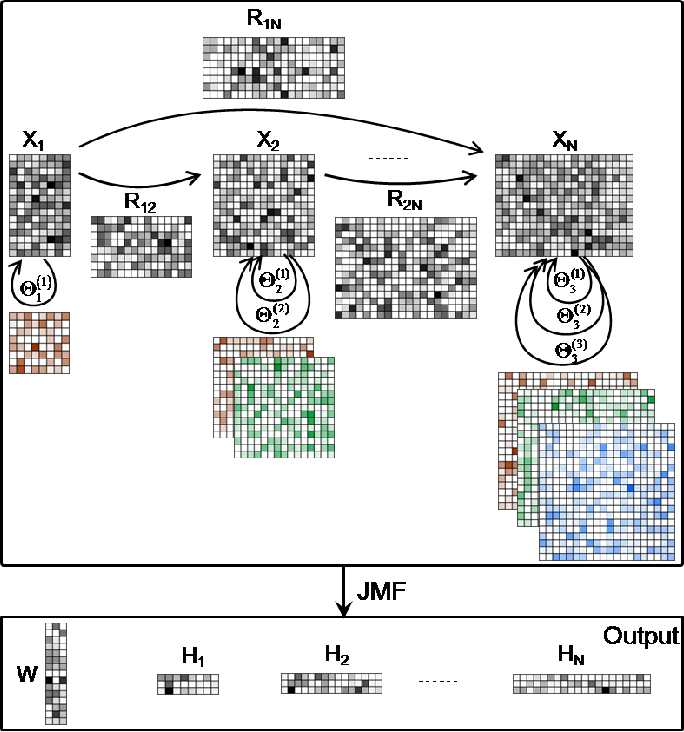 R1N
X1
X2
XN
R12
R2N
Θ1(1)
Θ2(1)
Θ2(2)
Θ3(1)
Θ3(2)
Θ3(3)
JMF
Output
W
H1
H2
HN